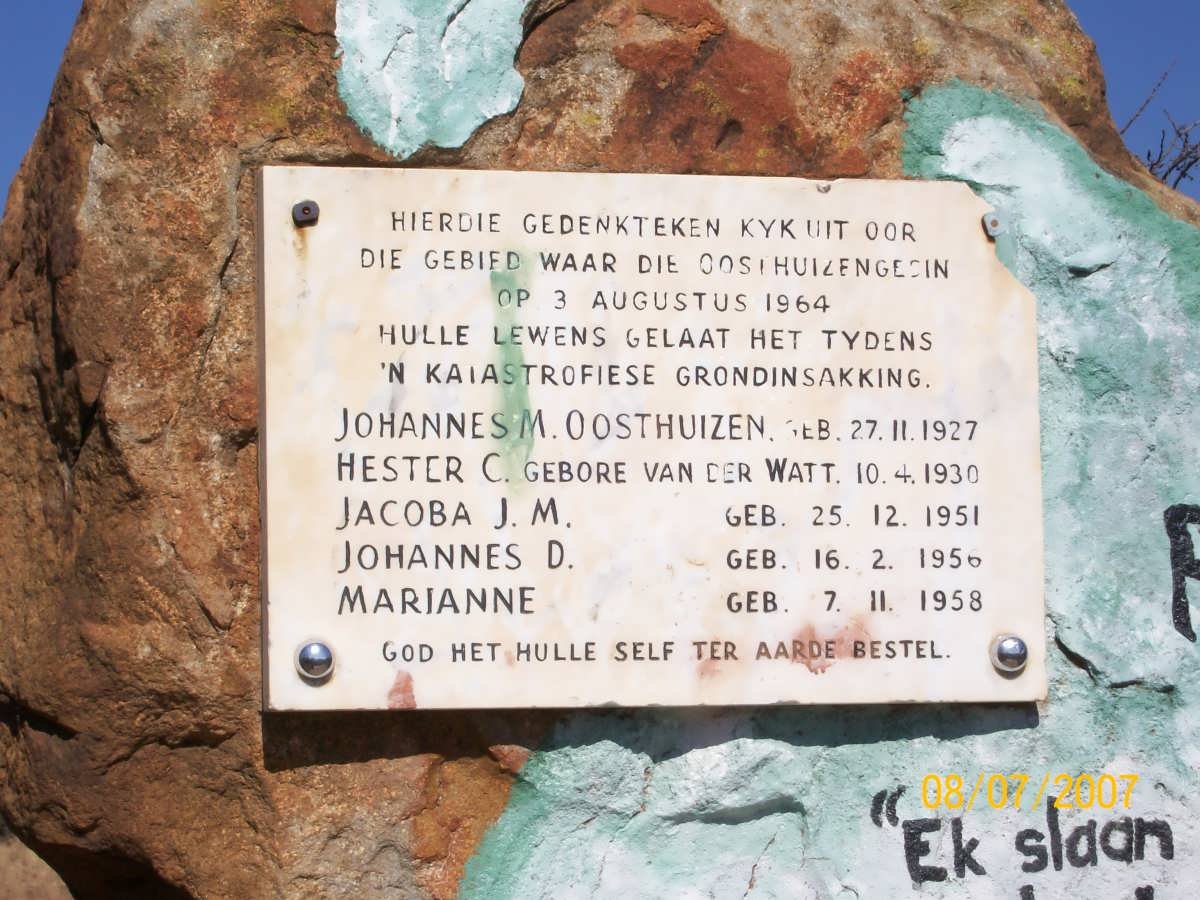 HIERDIE GEDENKTEKEN KYK UIT OOR
DIE GEBIED WAAR DIE OOSTHUIZENGESIN
OP 3 AUGUSTUS 1964
HULLE LEWENS GELAAT HET TYDENS
'N KATASTROFIESE GRONDINSAKKING.
JOHANNES M. OOSTHUIZEN. GEB. 27. 11. 1927
HESTER C. GEBORE VAN DER WATT. 10. 4. 1930
JACOBA J. M. GEB. 25. 12. 1951
JOHANNES D. GEB. 16. 2. 1956
MARIANNE GEB. 7. 11. 1958
GOD HET HULLE SELF TER AARDE BESTEL.
08/07/2007
"Ek slaan